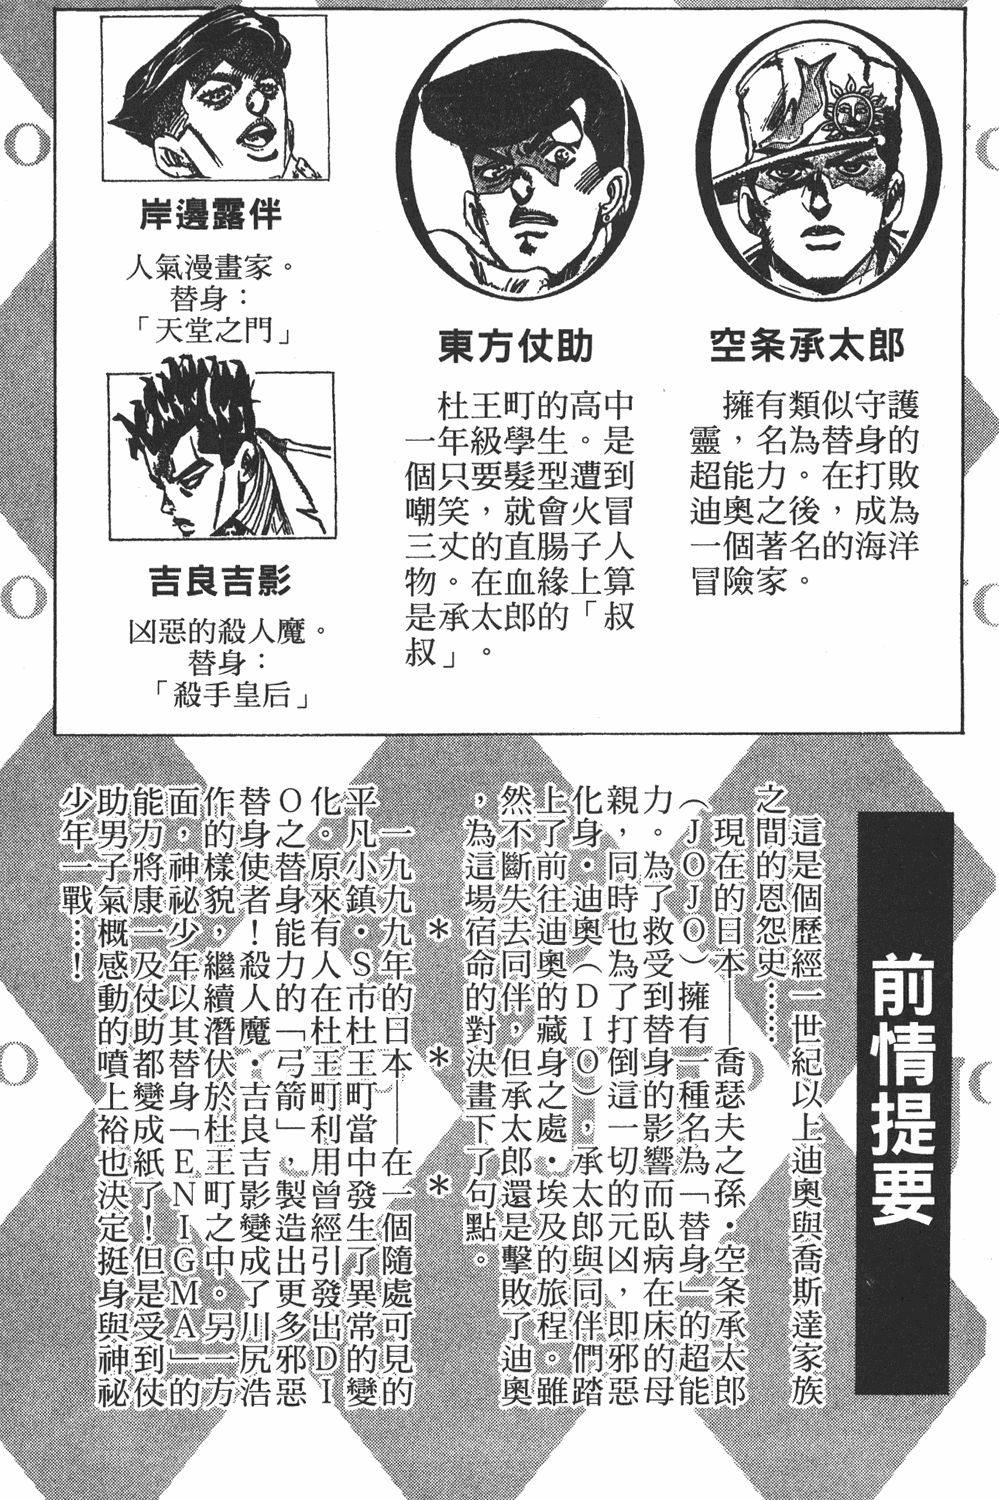 空条承太郎
擁有類似守護
靈，名為替身的
超能力。在打敗
迪奧之後，成為
一個著名的海洋
冒險家。
東方仗助
杜王町的高中
一年級學生。是
個只要髮型遭到
嘲笑，就會火冒
三丈的直腸子人
物。在血緣上算
是承太郎的「叔
叔」。
岸邊露伴
人氣漫畫家。
替身：
「天堂之門」
吉良吉影
凶惡的殺人魔。
替身：
「殺手皇后」
前情提要
這是個歷經一世紀以上迪奧與喬斯達家族
之間的恩怨史……
現在的日本——喬瑟夫之孫・空条承太郎
（ＪＯＪＯ）擁有一種名為「替身」的超能
力。為了救受到替身的影響而臥病在床的母
親，同時也為了打倒這一切的元凶，即邪惡
化身・迪奧（ＤＩＯ），承太郎與同伴們踏
上了前往迪奧的藏身之處・埃及的旅程。雖
然不斷失去同伴，但承太郎還是擊敗了迪奧
，為這場宿命的對決畫下了句點。
＊　＊　＊
一九九九年的日本——在一個隨處可見的
平凡小鎮・Ｓ市杜王町當中發生了異常的變
化。原來有人在杜王町利用曾經引發出ＤＩ
Ｏ之替身能力的「弓箭」，製造出更多邪惡
替身使者！殺人魔・吉良吉影變成了川尻浩
作的樣貌，繼續潛伏於杜王町之中。另一方
面，神祕少年以其替身「ＥＮＩＧＭＡ」的
能力將康一及仗助都變成紙了！但是受到仗
助男子氣概感動的噴上裕也決定挺身與神祕
少年一戰…！